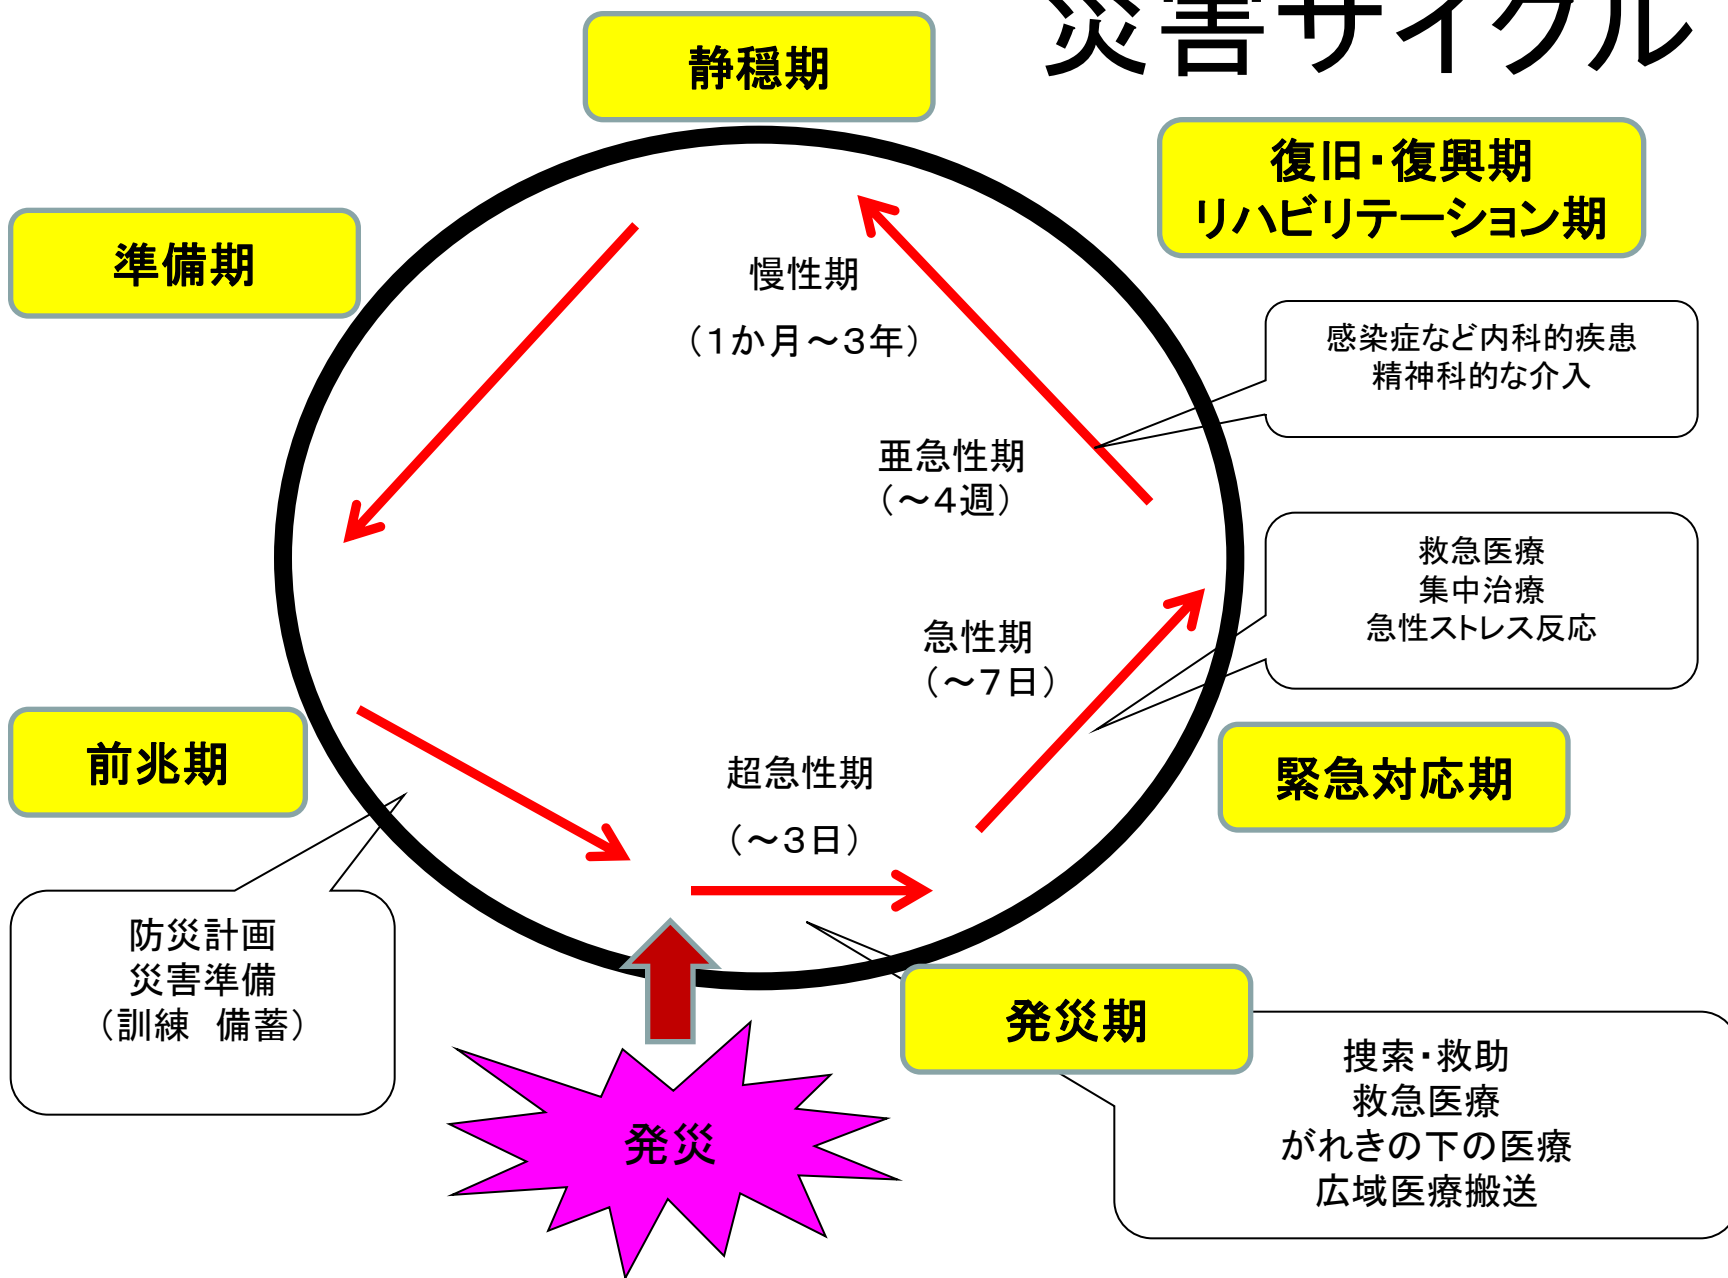 災害サイクル
静穏期
復旧・復興期
リハビリテーション期
準備期
慢性期
（1か月～3年）
感染症など内科的疾患
精神科的な介入
亜急性期
（～4週）
救急医療
集中治療
急性ストレス反応
急性期
（～7日）
前兆期
緊急対応期
超急性期
（～3日）
防災計画
災害準備
（訓練　備蓄）
発災期
捜索・救助
救急医療
がれきの下の医療
広域医療搬送
発災